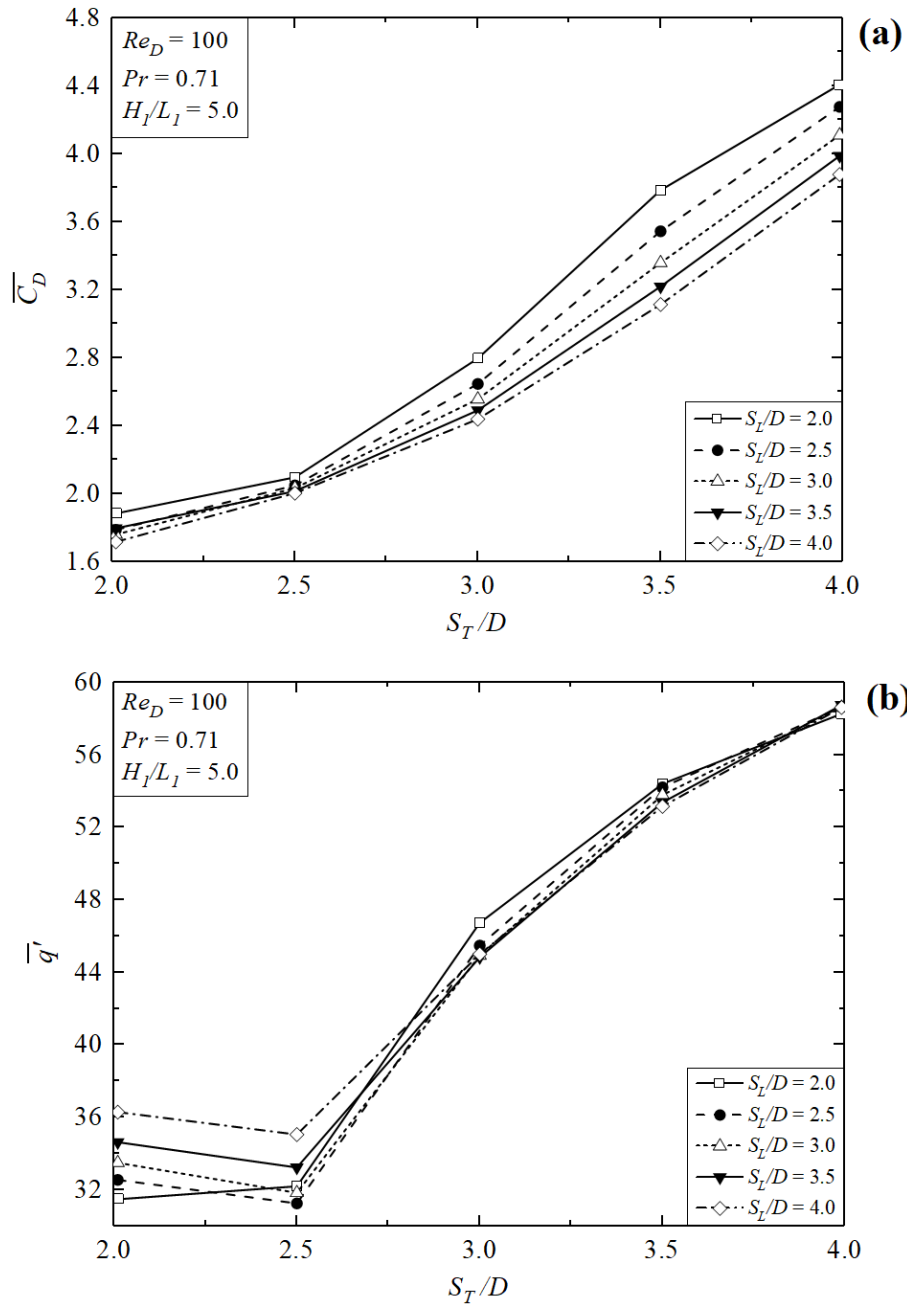 4.8
4.4
4.0
3.6
3.2
2.8
2.4
2.0
1.6
C_D
Re_D = 100
Pr = 0.71
H_1/L_1 = 5.0
(a)
S_L/D = 2.0
S_L/D = 2.5
S_L/D = 3.0
S_L/D = 3.5
S_L/D = 4.0
2.0 2.5 3.0 3.5 4.0
S_T/D
60
56
52
48
44
40
36
32
q'
Re_D = 100
Pr = 0.71
H_1/L_1 = 5.0
(b)
S_L/D = 2.0
S_L/D = 2.5
S_L/D = 3.0
S_L/D = 3.5
S_L/D = 4.0
2.0 2.5 3.0 3.5 4.0
S_T/D